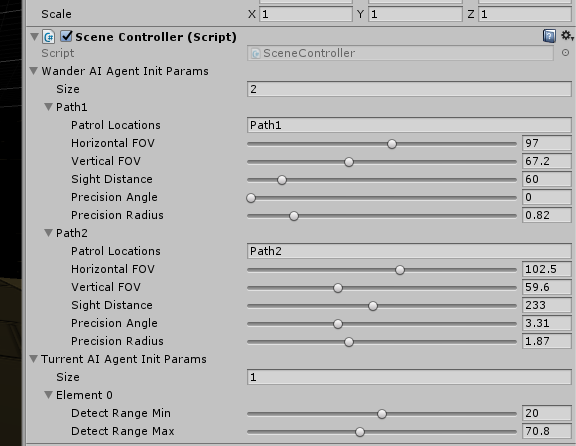 Scale X 1 Y 1 Z 1
Scene Controller (Script)
Script SceneController
Wander AI Agent Init Params
Size 2
Path1
Patrol Locations Path1
Horizontal FOV 97
Vertical FOV 67.2
Sight Distance 60
Precision Angle 0
Precision Radius 0.82
Path2
Patrol Locations Path2
Horizontal FOV 102.5
Vertical FOV 59.6
Sight Distance 233
Precision Angle 3.31
Precision Radius 1.87
Turrent AI Agent Init Params
Size 1
Element 0
Detect Range Min 20
Detect Range Max 70.8